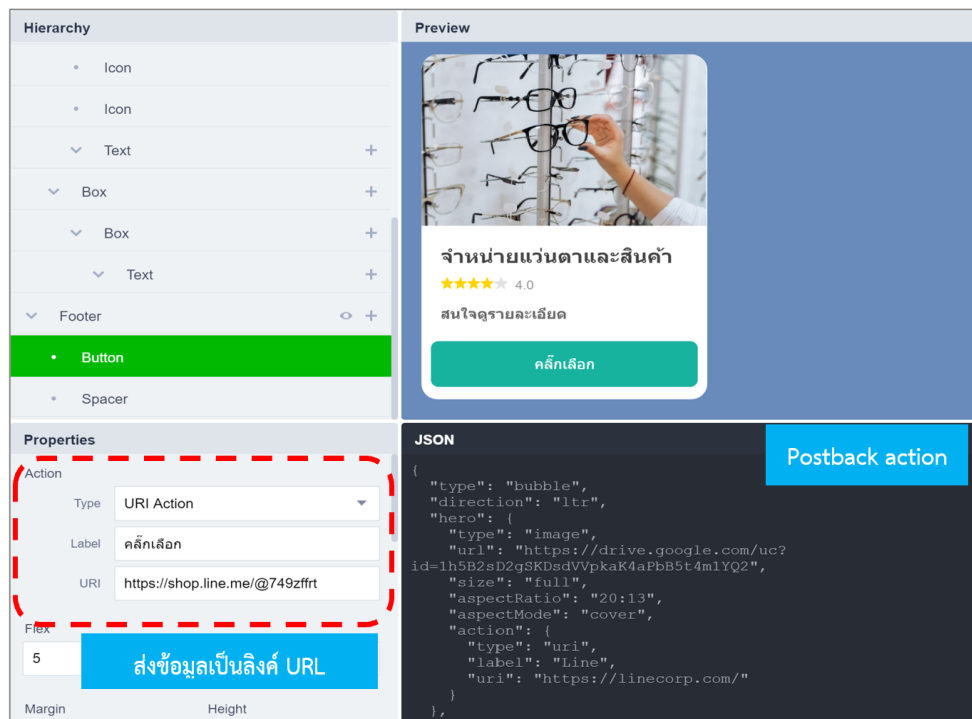 Hierarchy
Icon
Icon
Text
Box
Box
Text
Footer
Button
Spacer
Preview
จำหน่ายแว่นตาและสินค้า
4.0
สนใจดูรายละเอียด
คลิ๊กเลือก
Properties
Action
Type URI Action
Label คลิ๊กเลือก
URI https://shop.line.me/@749zffrt
Flex
5
ส่งข้อมูลเป็นลิงค์ URL
Margin Height
JSON
Postback action
{
"type": "bubble",
"direction": "ltr",
"hero": {
"type": "image",
"url": "https://drive.google.com/uc?
id=1h5B2sD2gSKDsdVVpkaK4aPbB5t4m1YQ2",
"size": "full",
"aspectRatio": "20:13",
"aspectMode": "cover",
"action": {
"type": "uri",
"label": "Line",
"uri": "https://linecorp.com/"
}
},